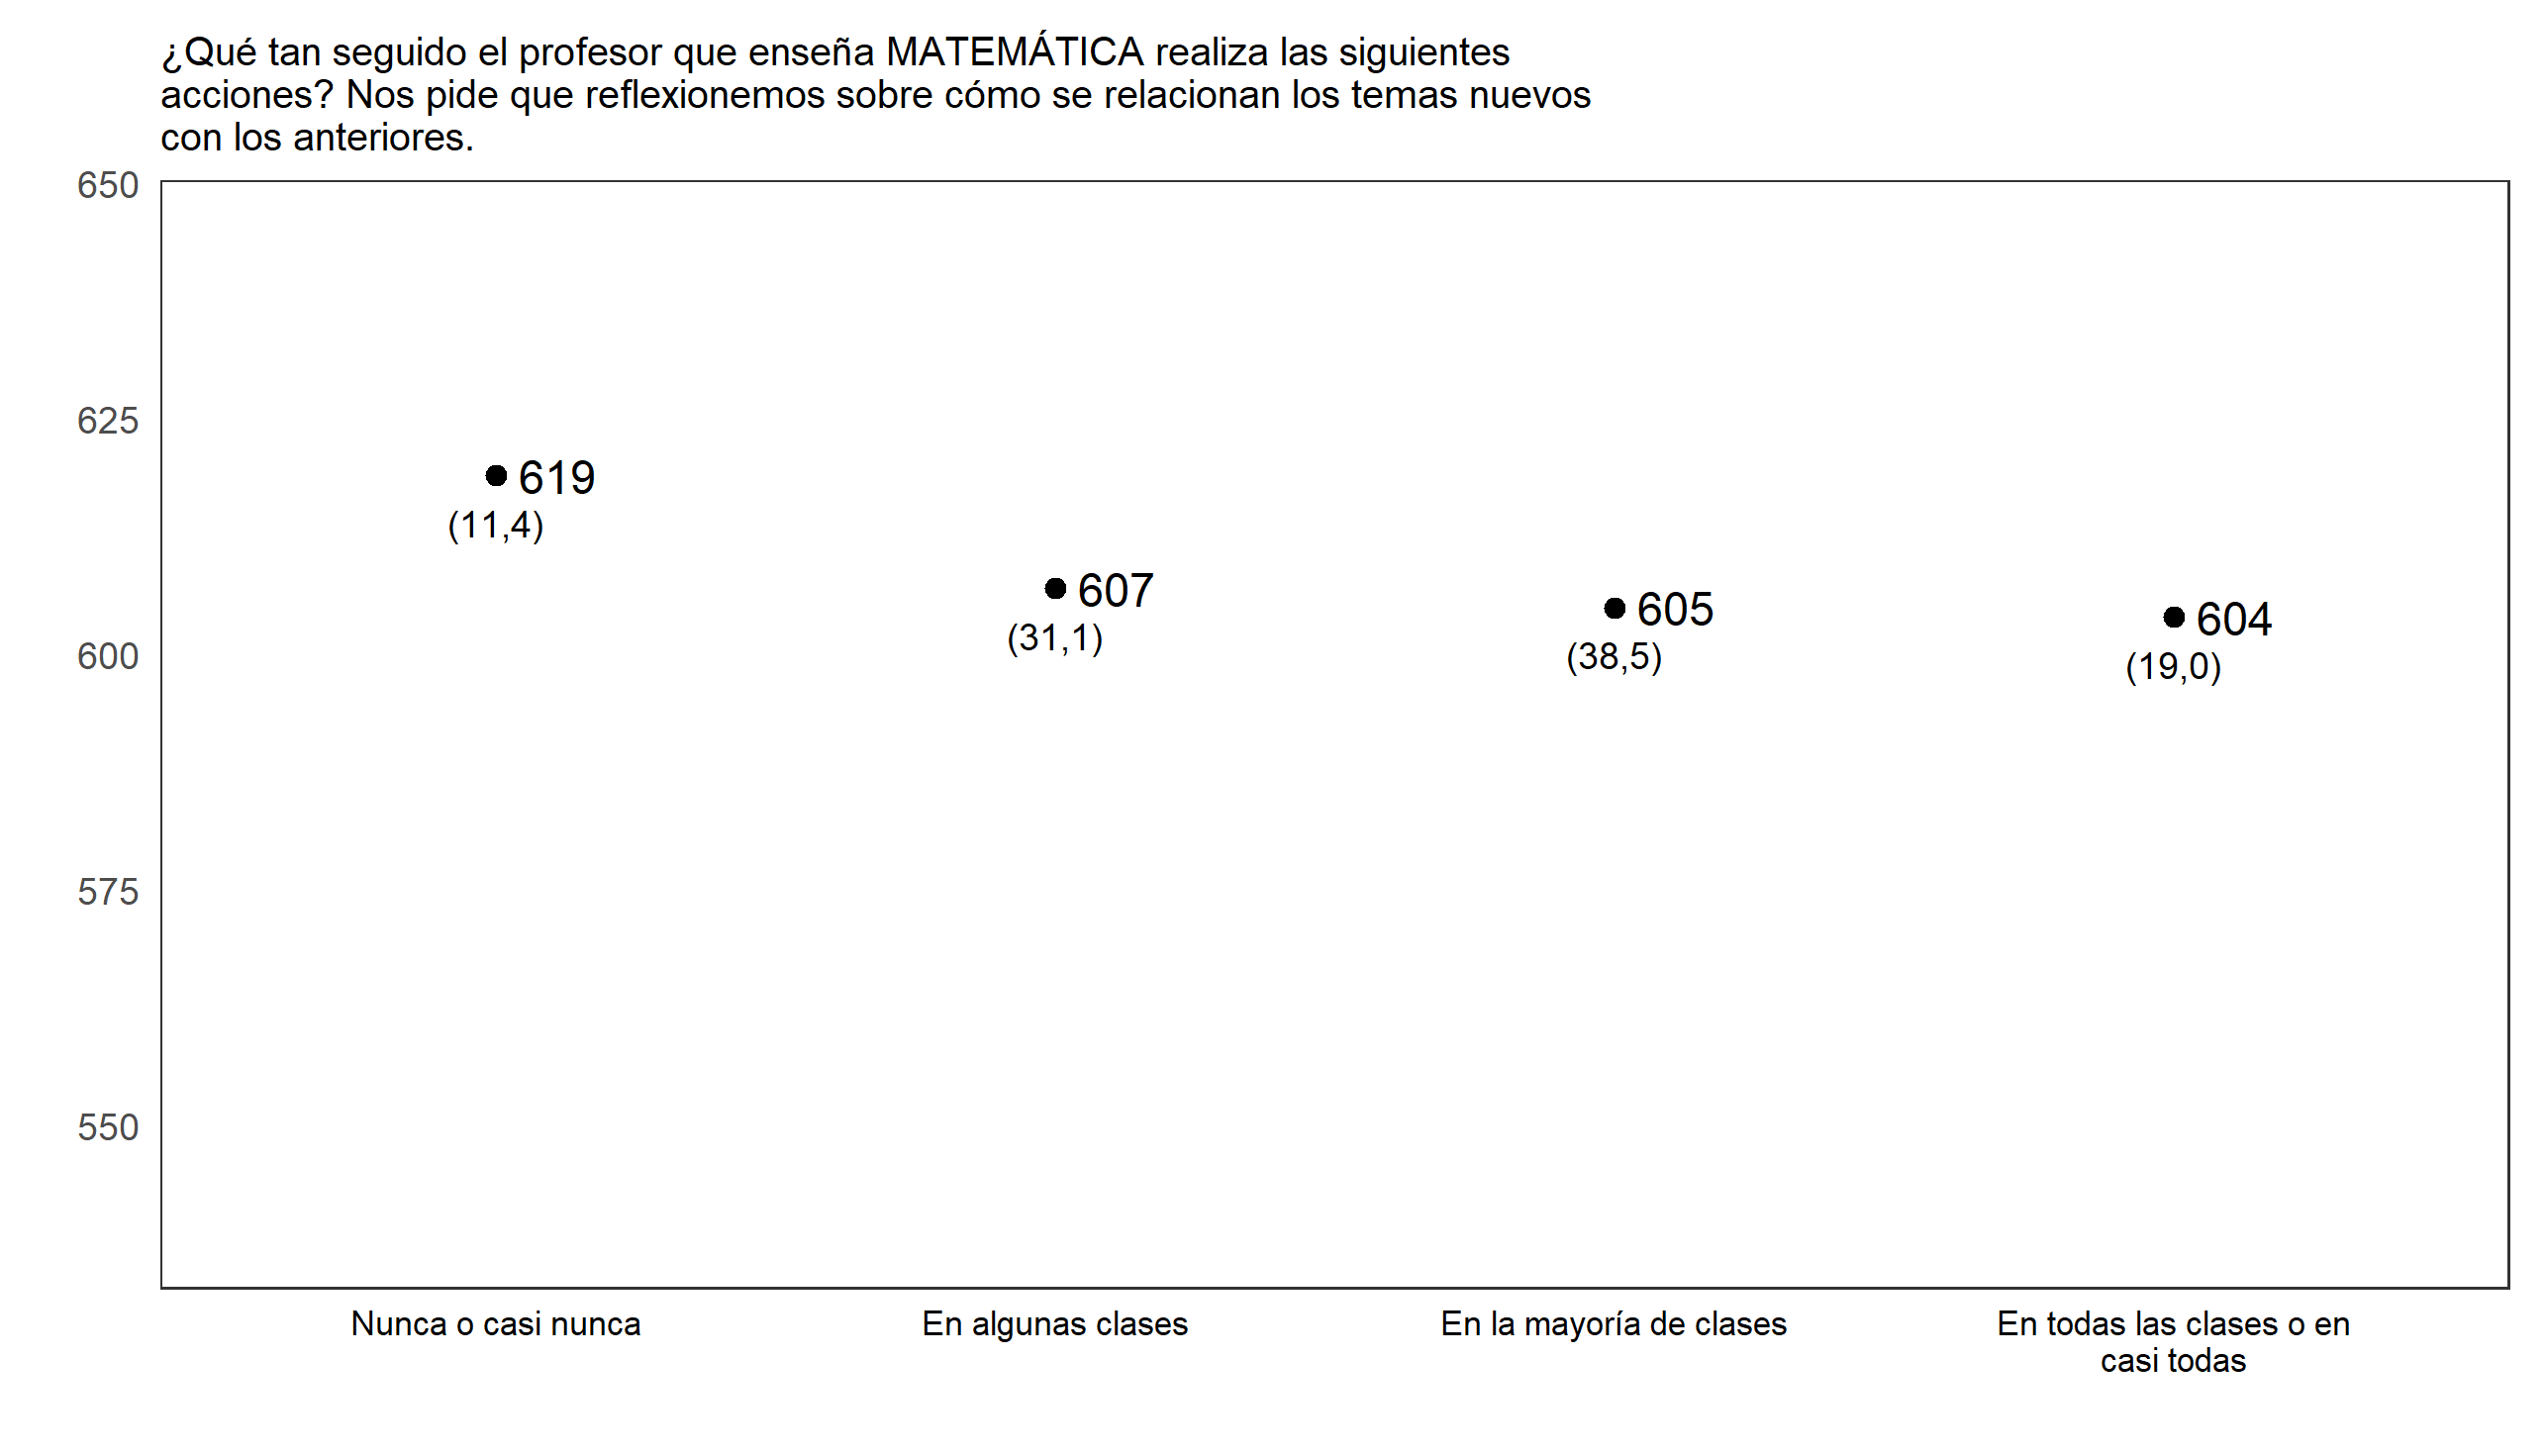 ¿Qué tan seguido el profesor que enseña MATEMÁTICA realiza las siguientes
acciones? Nos pide que reflexionemos sobre cómo se relacionan los temas nuevos
con los anteriores.
650
625
600
575
550
619
(11,4)
607
(31,1)
605
(38,5)
604
(19,0)
Nunca o casi nunca
En algunas clases
En la mayoría de clases
En todas las clases o en
casi todas